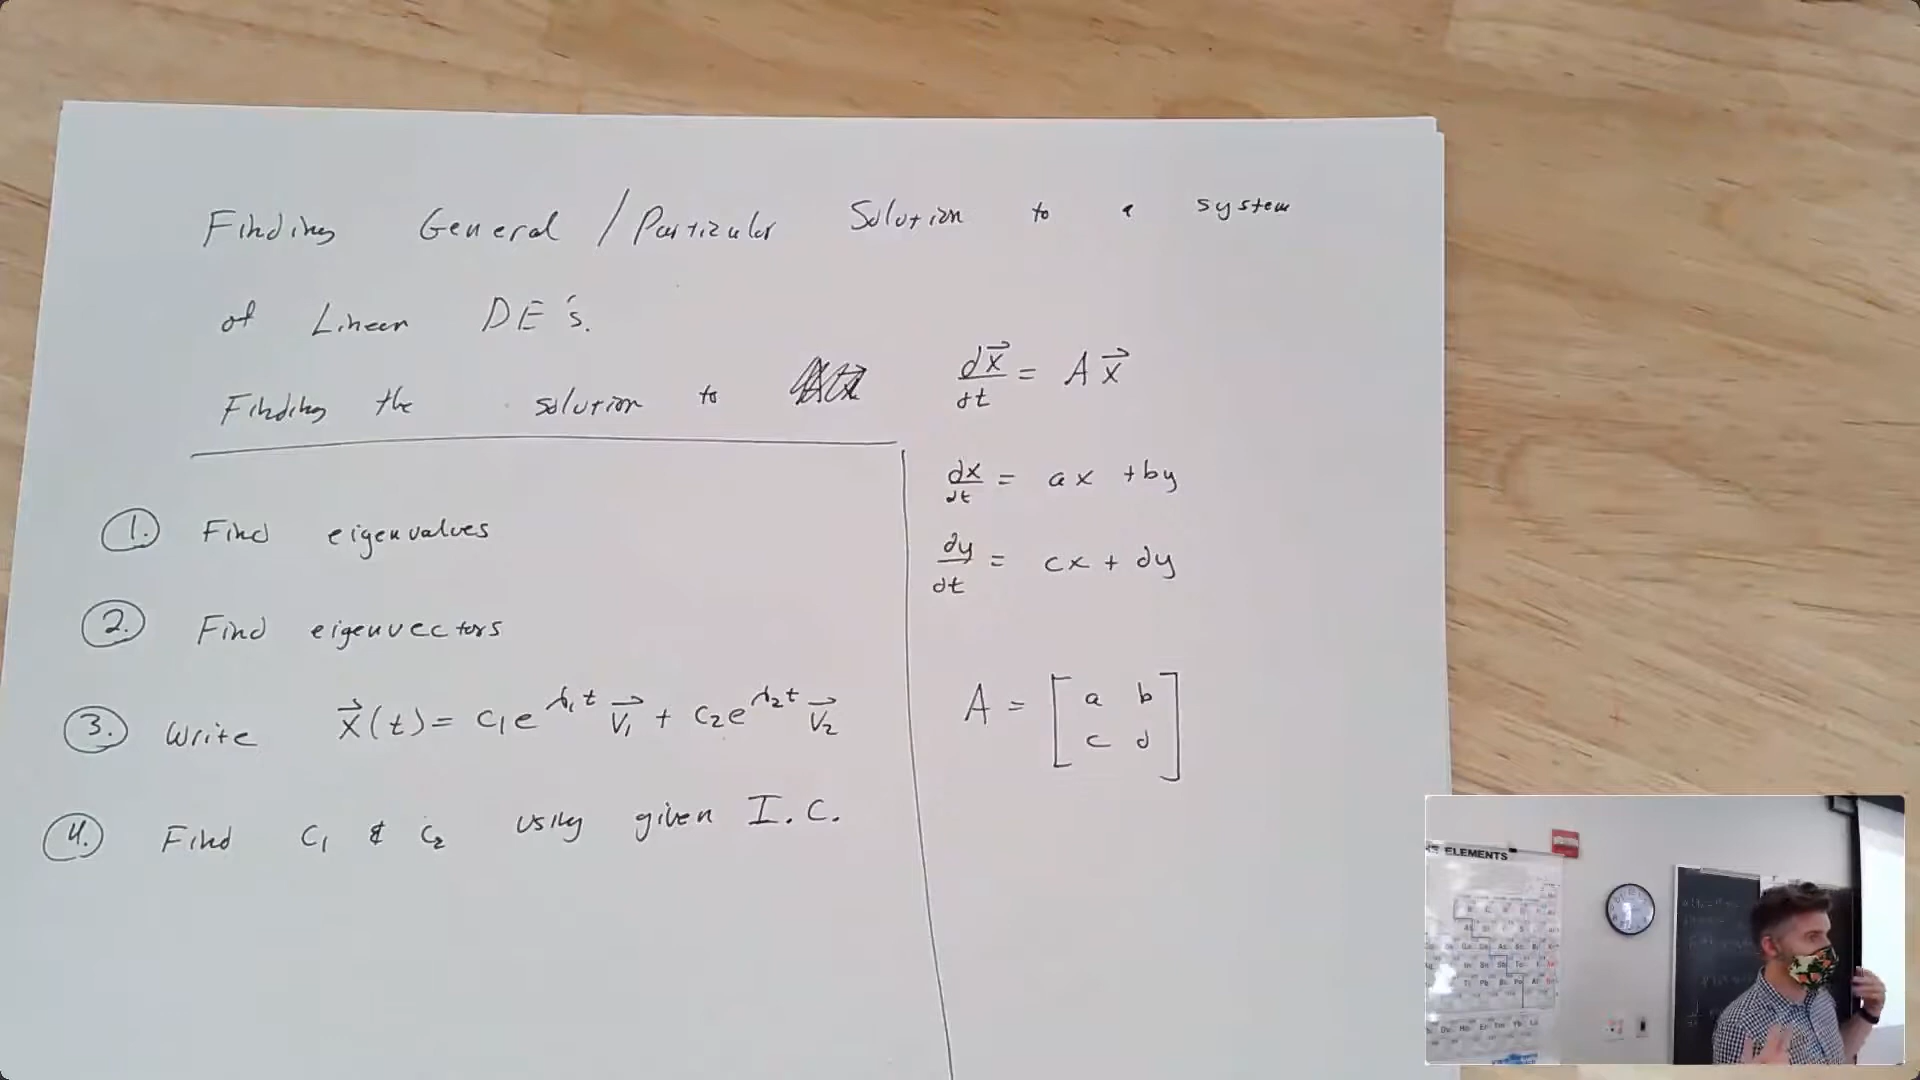 Finding General / Particular Solution to a system
of Linear DE's.
Finding the solution to
1. Find eigenvalues
2. Find eigenvectors
3. Write x⃗(t) = c₁e^λ₁t v⃗₁ + c₂e^λ₂t v⃗₂
4. Find c₁ & c₂ using given I.C.
dx⃗/dt = A x⃗
dx/dt = ax + by
dy/dt = cx + dy
A = [a b
c d]
ELEMENTS